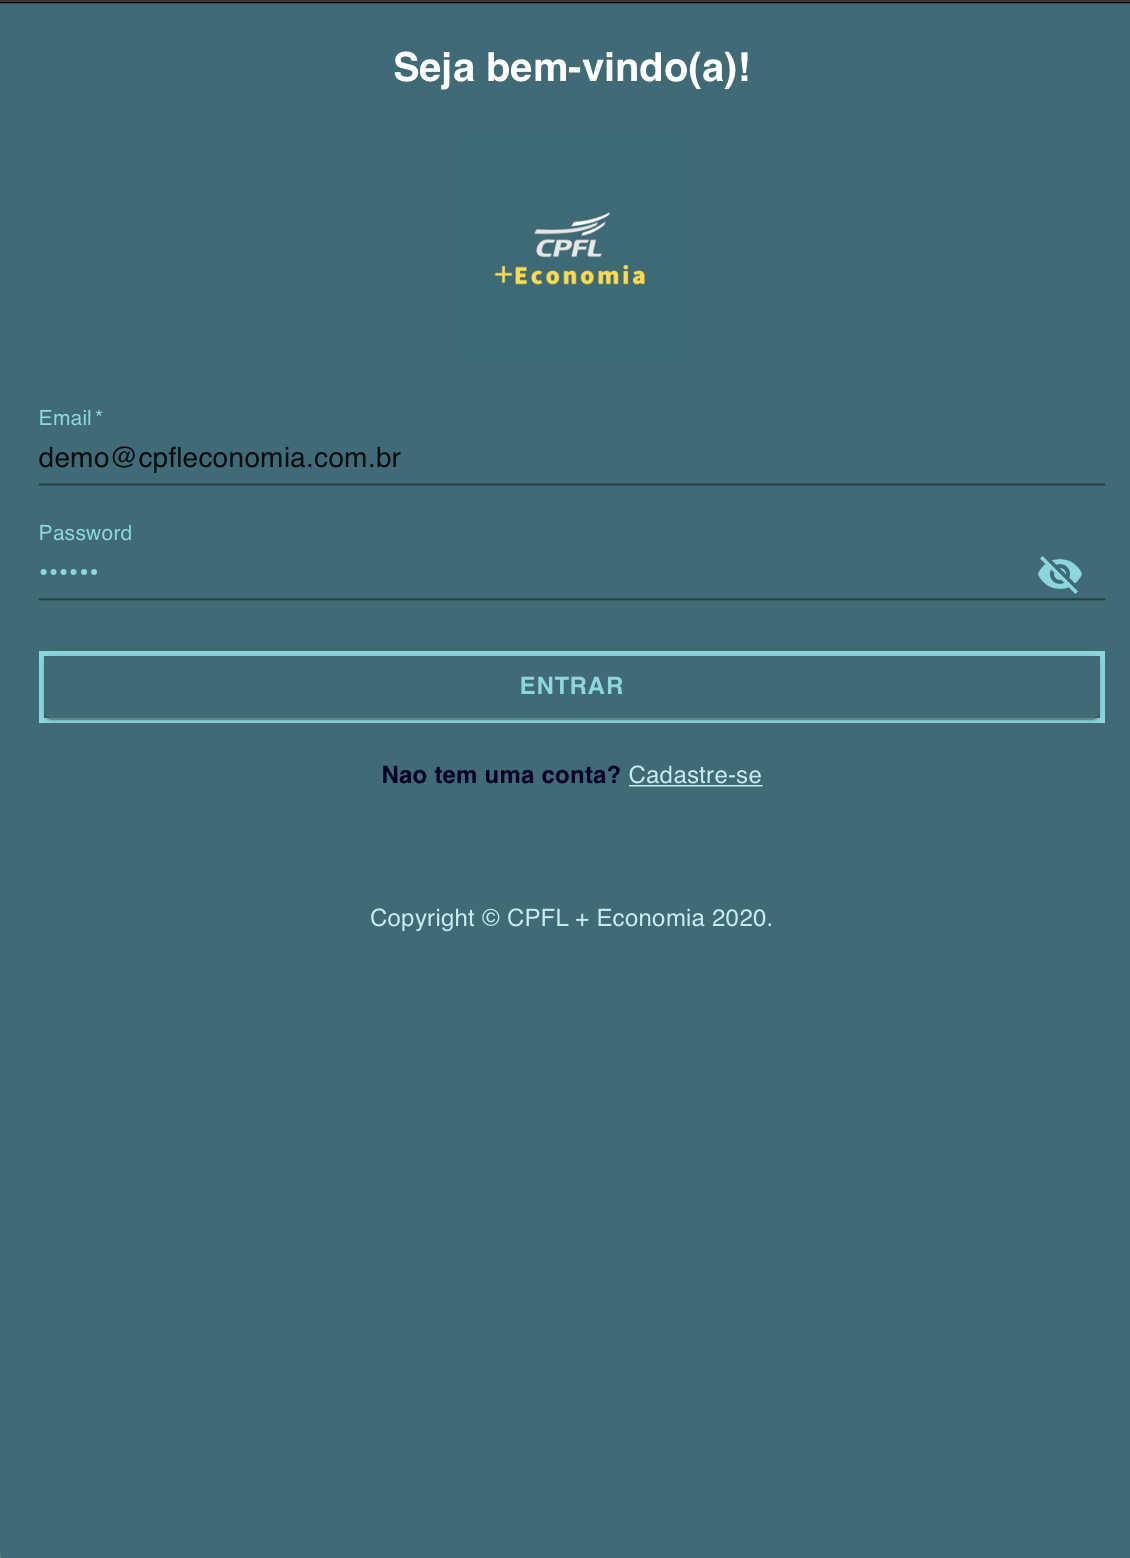 Seja bem-vindo(a)!
CPFL
+Economia
Email *
demo@cpfleconomia.com.br
Password
••••••
ENTRAR
Nao tem uma conta? Cadastre-se
Copyright © CPFL + Economia 2020.